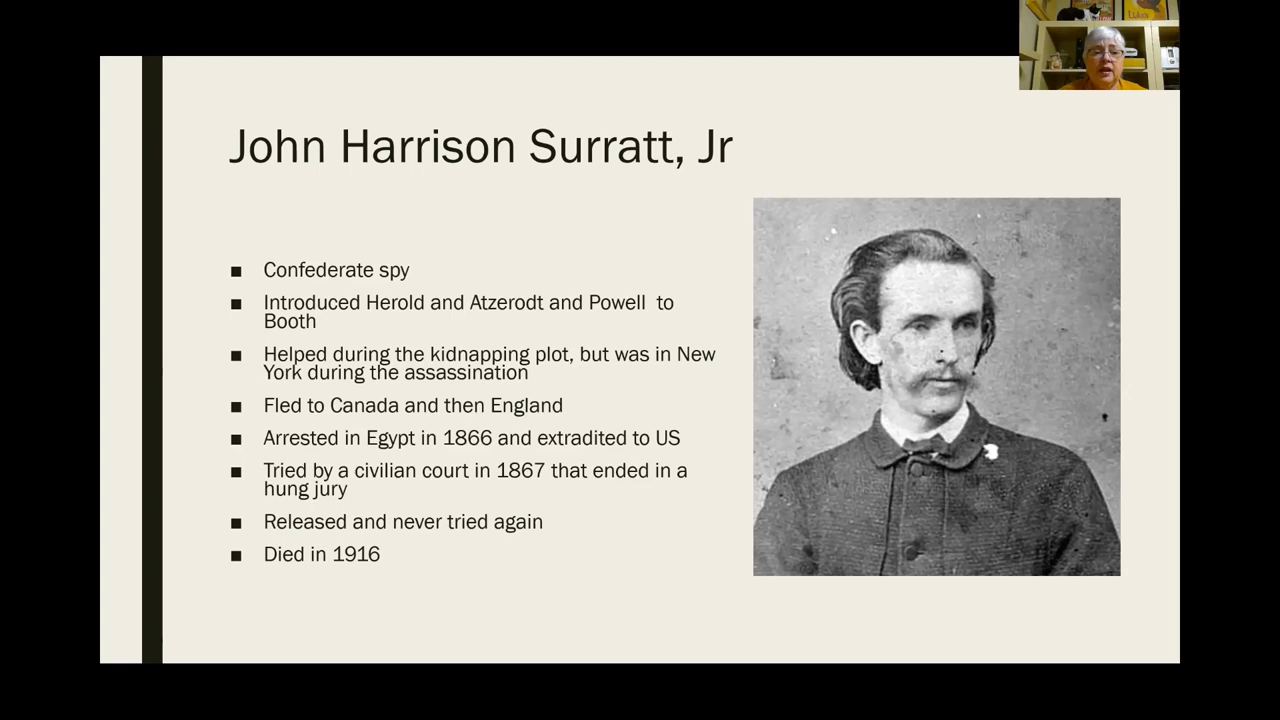 John Harrison Surratt, Jr
■ Confederate spy
■ Introduced Herold and Atzerodt and Powell to
Booth
■ Helped during the kidnapping plot, but was in New
York during the assassination
■ Fled to Canada and then England
■ Arrested in Egypt in 1866 and extradited to US
■ Tried by a civilian court in 1867 that ended in a
hung jury
■ Released and never tried again
■ Died in 1916